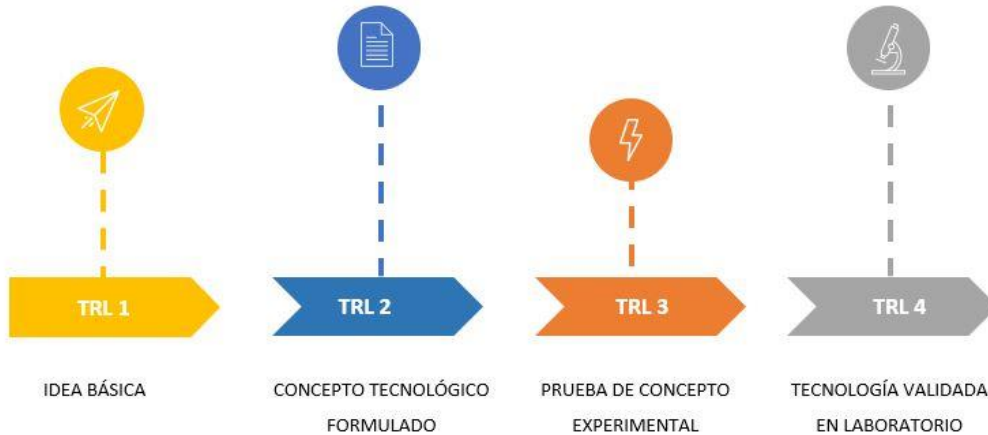 TRL 1
TRL 2
TRL 3
TRL 4
IDEA BÁSICA
CONCEPTO TECNOLÓGICO
FORMULADO
PRUEBA DE CONCEPTO
EXPERIMENTAL
TECNOLOGÍA VALIDADA
EN LABORATORIO